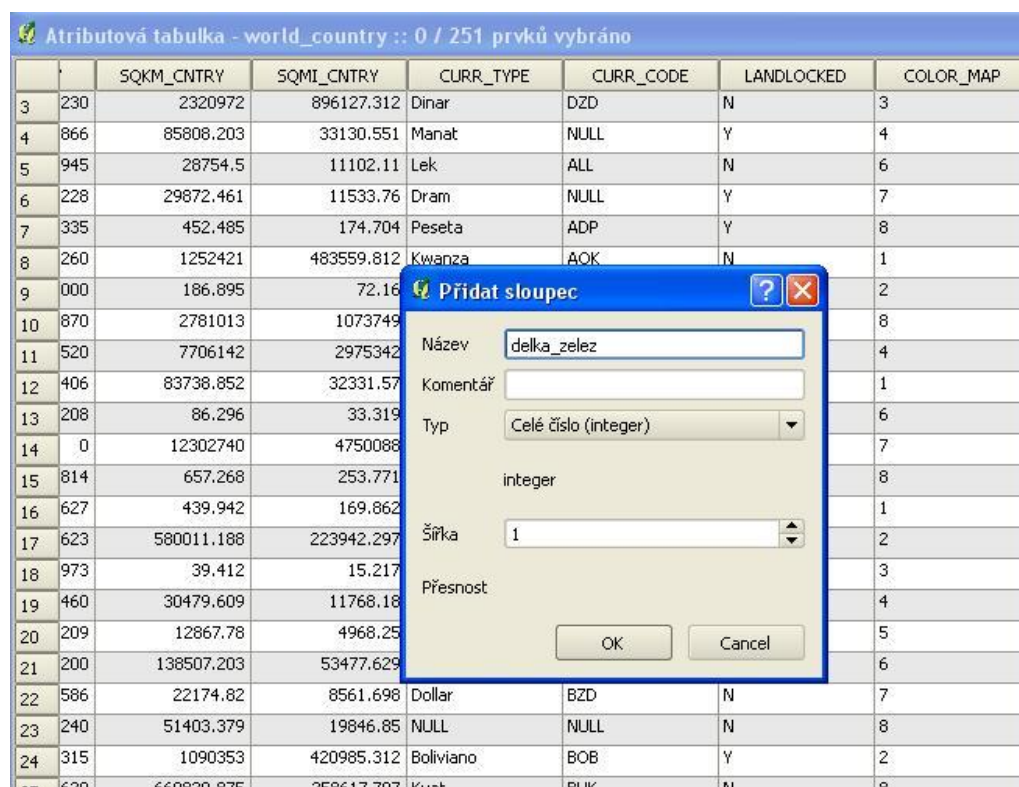 Atributová tabulka - world_country :: 0 / 251 prvků vybráno
SQKM_CNTRY SQMI_CNTRY CURR_TYPE CURR_CODE LANDLOCKED COLOR_MAP
3 230 2320972 896127.312 Dinar DZD N 3
4 866 85808.203 33130.551 Manat NULL Y 4
5 945 28754.5 11102.11 Lek ALL N 6
6 228 29872.461 11533.76 Dram NULL Y 7
7 335 452.485 174.704 Peseta ADP Y 8
8 260 1252421 483559.812 Kwanza AOK N 1
9 000 186.895 72.16 2
10 870 2781013 1073749 8
11 520 7706142 2975342 4
12 406 83738.852 32331.57 1
13 208 86.296 33.319 6
14 0 12302740 4750088 7
15 814 657.268 253.771 8
16 627 439.942 169.862 1
17 623 580011.188 223942.297 2
18 973 39.412 15.217 3
19 460 30479.609 11768.18 4
20 209 12867.78 4968.25 5
21 200 138507.203 53477.629 6
22 586 22174.82 8561.698 Dollar BZD N 7
23 240 51403.379 19846.85 NULL NULL N 8
24 315 1090353 420985.312 Boliviano BOB Y 2
Přidat sloupec
Název delka_zelez
Komentář
Typ Celé číslo (integer)
integer
Šířka 1
Přesnost
OK Cancel